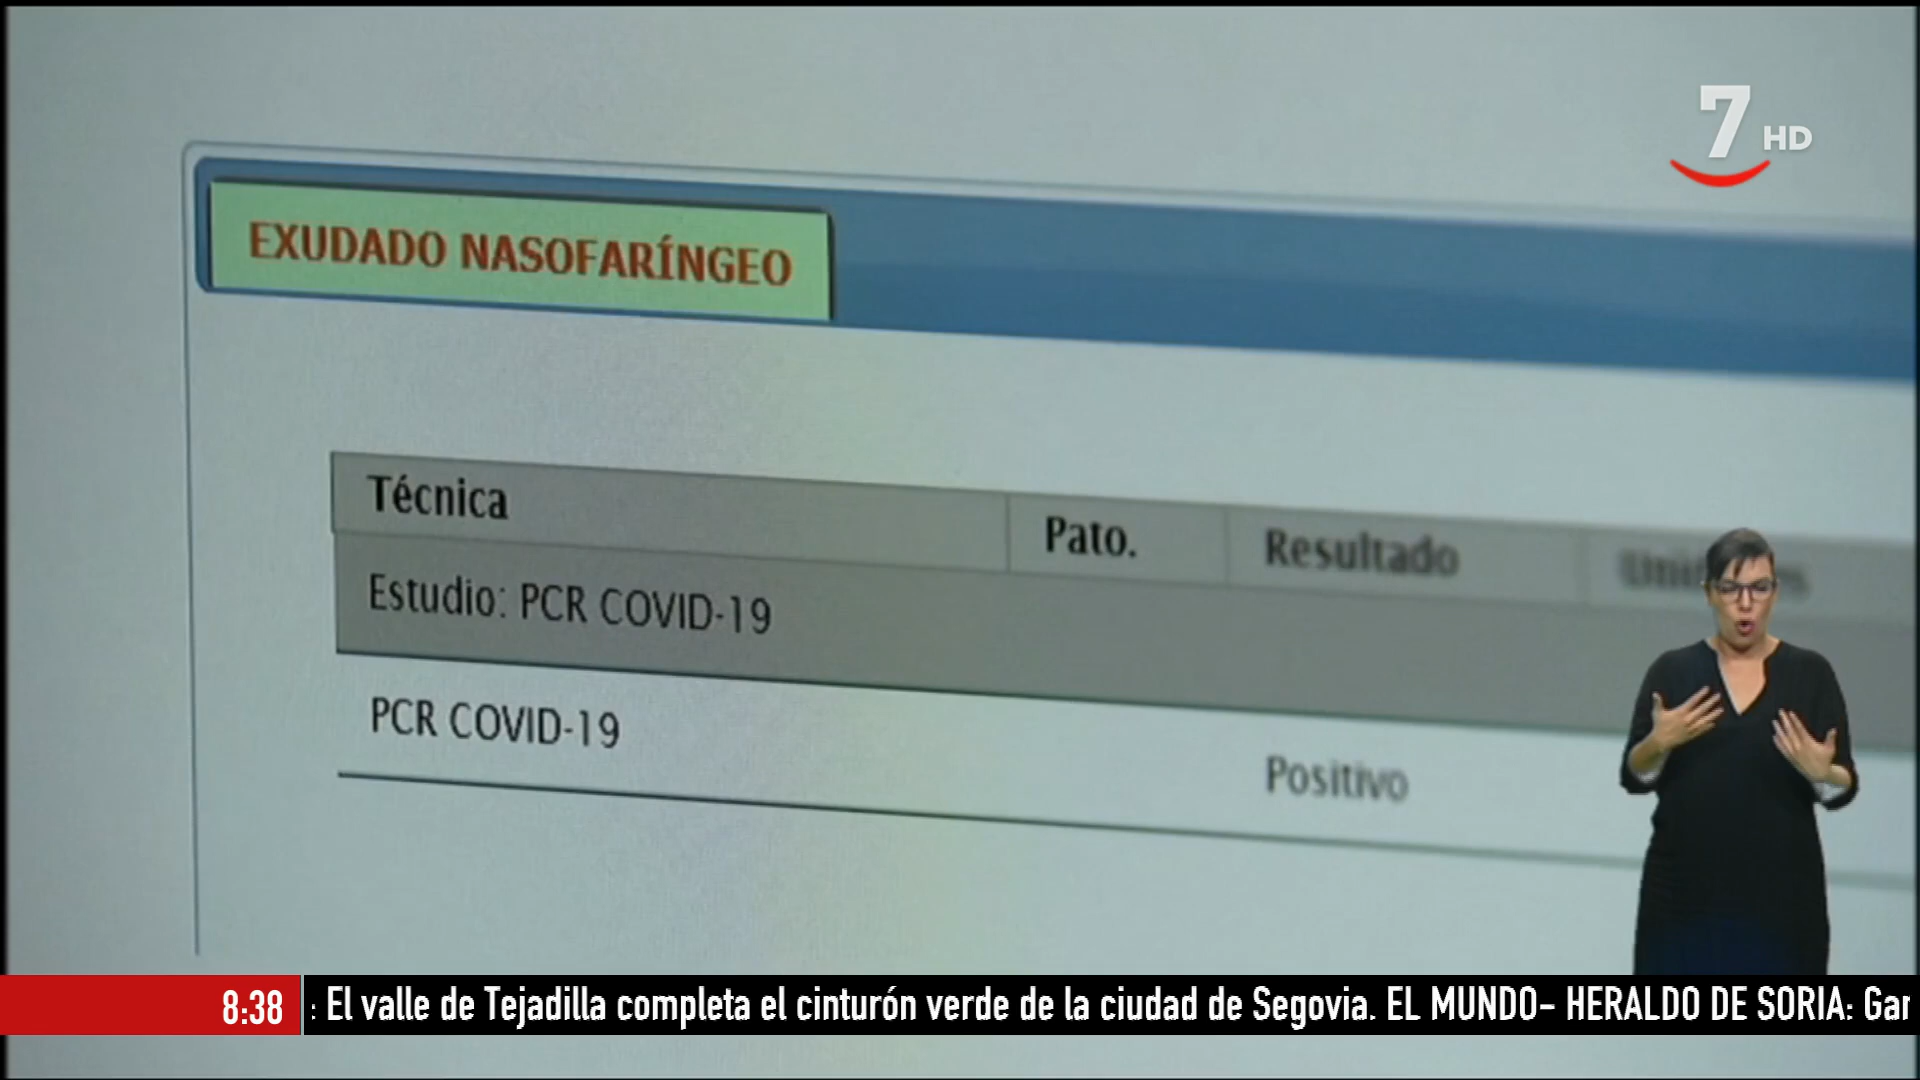 7 HD
EXUDADO NASOFARÍNGEO
Técnica Pato. Resultado
Estudio: PCR COVID-19
PCR COVID-19 Positivo
8:38 : El valle de Tejadilla completa el cinturón verde de la ciudad de Segovia. EL MUNDO- HERALDO DE SORIA: Gar